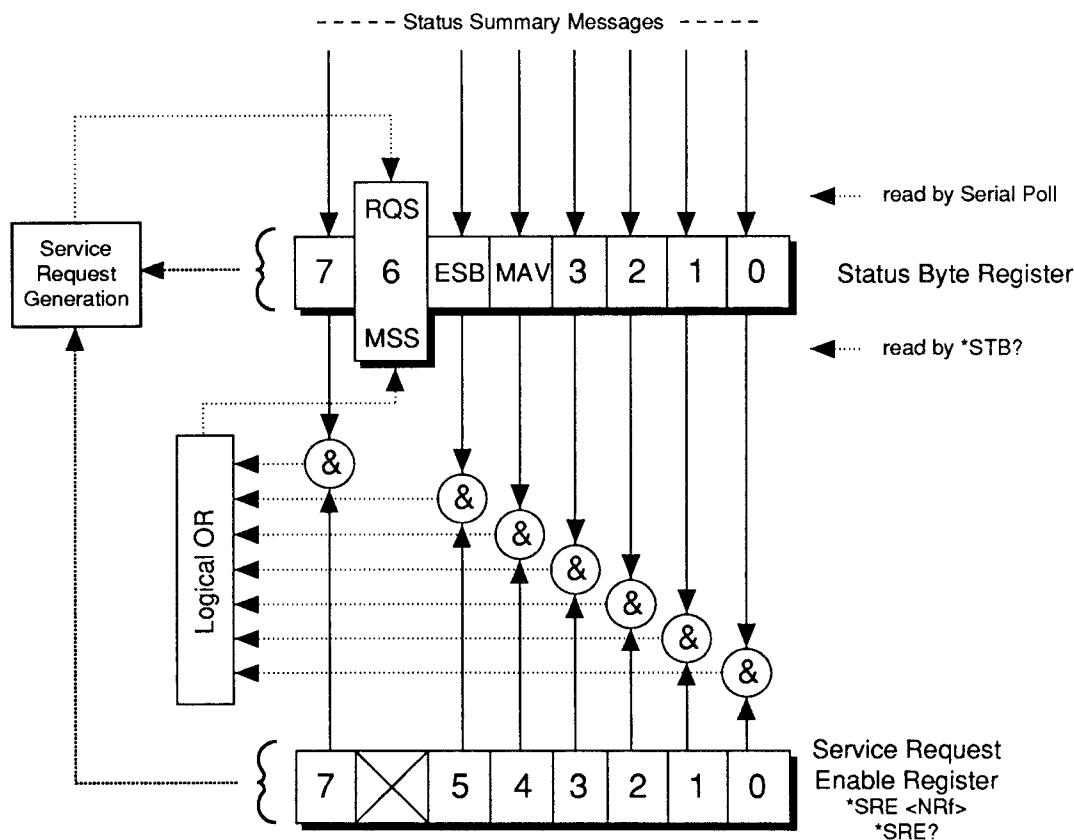 Status Summary Messages
RQS
read by Serial Poll
Service
Request
Generation
7 6 ESB MAV 3 2 1 0
Status Byte Register
MSS
read by *STB?
Logical OR
&
&
&
&
&
&
&
7 5 4 3 2 1 0
Service Request
Enable Register
*SRE <NRf>
*SRE?